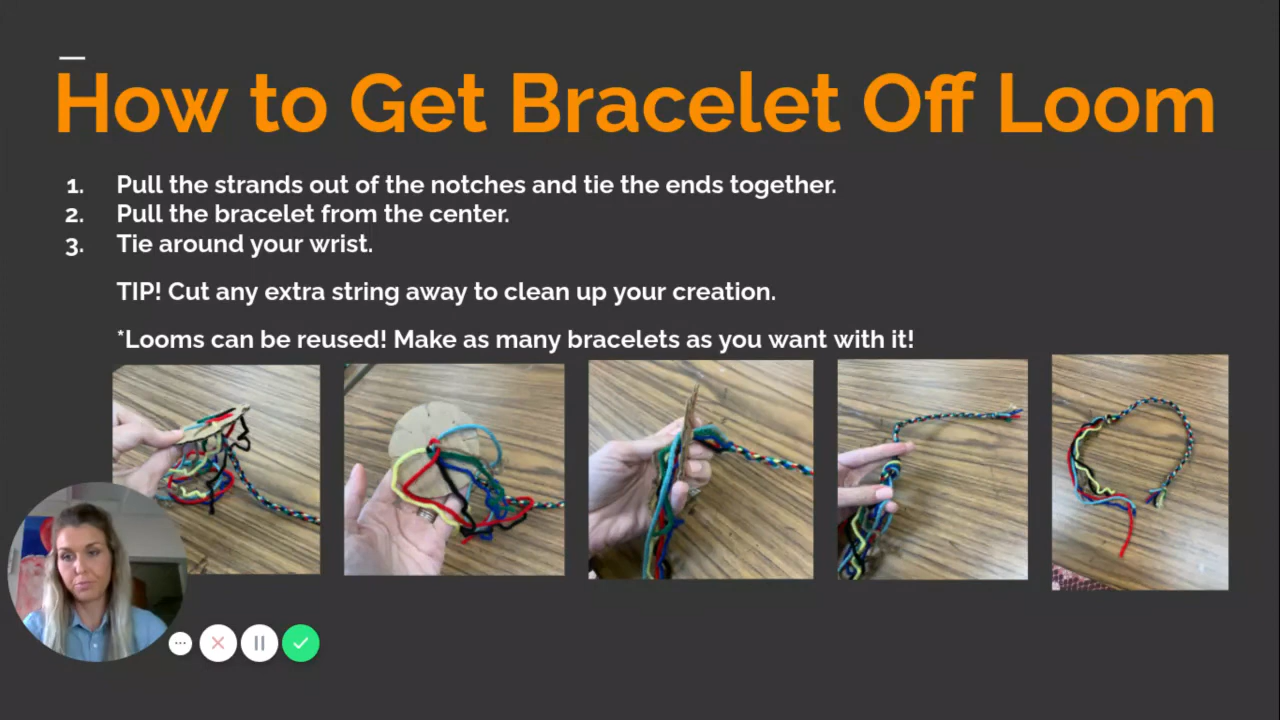 How to Get Bracelet Off Loom
1. Pull the strands out of the notches and tie the ends together.
2. Pull the bracelet from the center.
3. Tie around your wrist.
TIP! Cut any extra string away to clean up your creation.
*Looms can be reused! Make as many bracelets as you want with it!